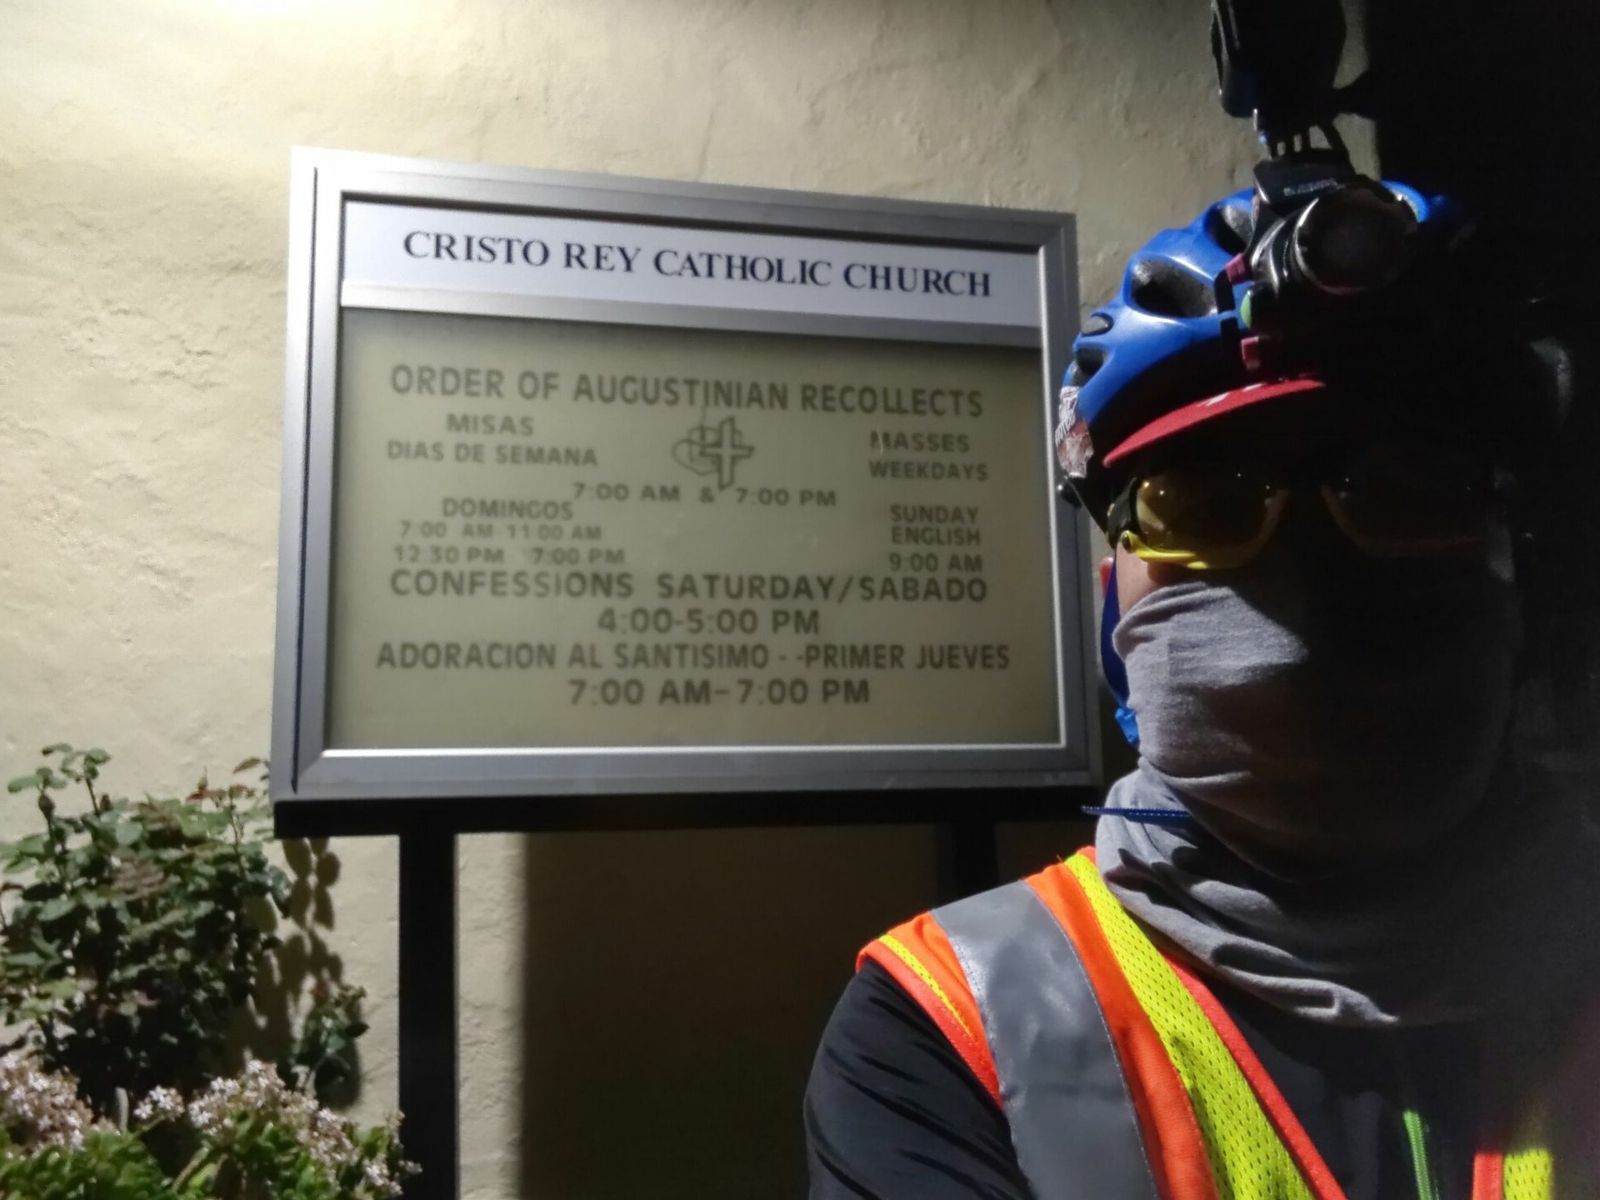 CRISTO REY CATHOLIC CHURCH
ORDER OF AUGUSTINIAN RECOLLECTS
MISAS
DIAS DE SEMANA
MASSES
WEEKDAYS
7:00 AM & 7:00 PM
DOMINGOS
7:00 AM 11:00 AM
12:30 PM 7:00 PM
SUNDAY
ENGLISH
9:00 AM
CONFESSIONS SATURDAY/SABADO
4:00-5:00 PM
ADORACION AL SANTISIMO - -PRIMER JUEVES
7:00 AM-7:00 PM